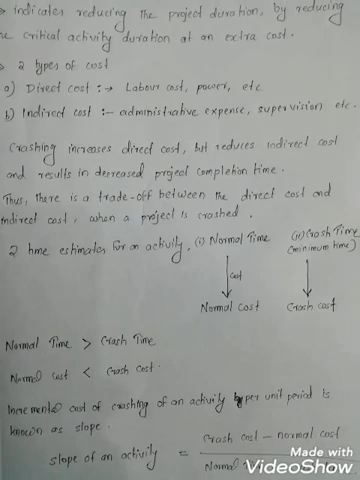 → indicates reducing the project duration, by reducing
critical activity duration at an extra cost.
→ 2 types of cost
a) Direct cost :→ Labour cost, power, etc
b) Indirect cost :- administrative expense, supervision etc.
Crashing increases direct cost, but reduces indirect cost
and results in decreased project completion time.
Thus, there is a trade-off between the direct cost and
indirect cost, when a project is crashed.
2 time estimates for an activity, (i) Normal Time (ii) Crash Time
(minimum time)
cost
Normal Cost Crash cost
Normal Time > Crash Time
Normal cost < Crash cost.
Incremental cost of crashing of an activity per unit period is
known as slope.
slope of an activity = Crash cost - normal cost
Normal
Made with
VideoShow